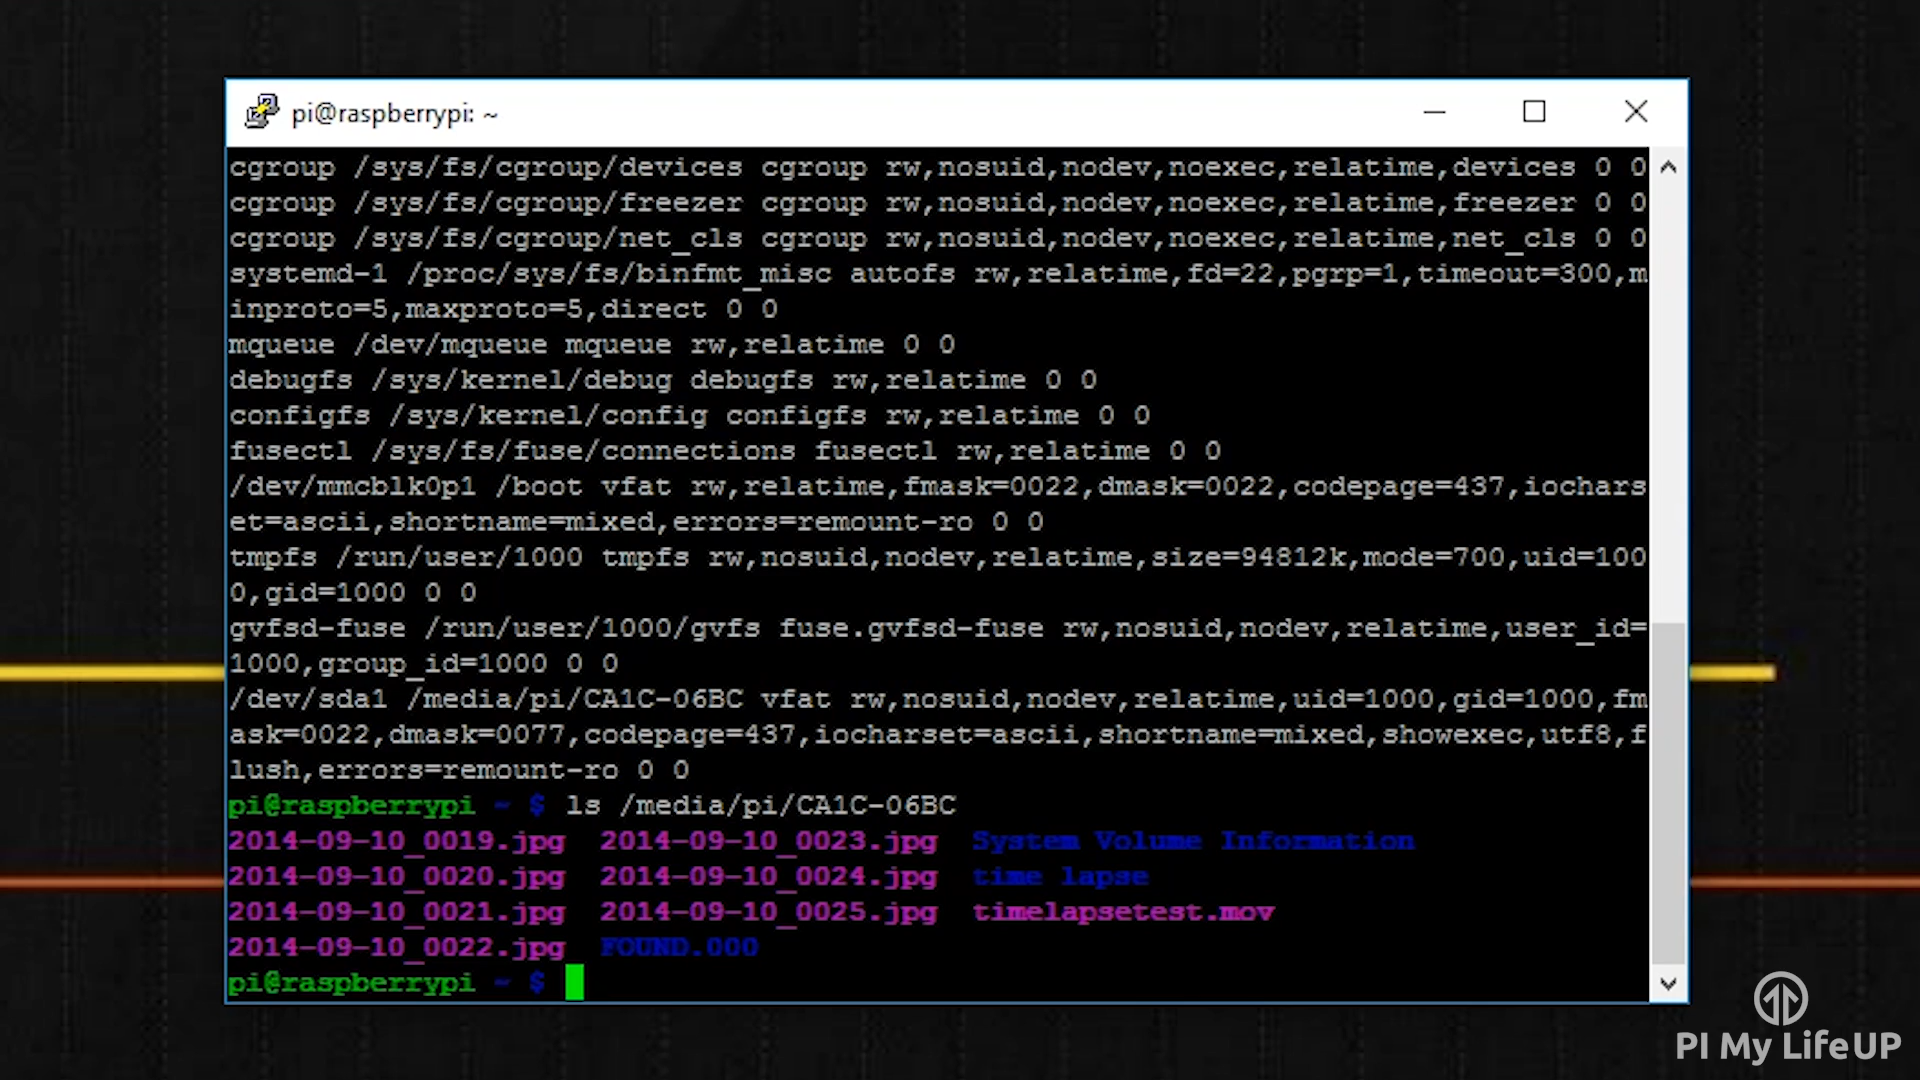 pi@raspberrypi: ~
cgroup /sys/fs/cgroup/devices cgroup rw,nosuid,nodev,noexec,relatime,devices 0 0
cgroup /sys/fs/cgroup/freezer cgroup rw,nosuid,nodev,noexec,relatime,freezer 0 0
cgroup /sys/fs/cgroup/net_cls cgroup rw,nosuid,nodev,noexec,relatime,net_cls 0 0
systemd-1 /proc/sys/fs/binfmt_misc autofs rw,relatime,fd=22,pgrp=1,timeout=300,m
inproto=5,maxproto=5,direct 0 0
mqueue /dev/mqueue mqueue rw,relatime 0 0
debugfs /sys/kernel/debug debugfs rw,relatime 0 0
configfs /sys/kernel/config configfs rw,relatime 0 0
fusectl /sys/fs/fuse/connections fusectl rw,relatime 0 0
/dev/mmcblk0p1 /boot vfat rw,relatime,fmask=0022,dmask=0022,codepage=437,iochars
et=ascii,shortname=mixed,errors=remount-ro 0 0
tmpfs /run/user/1000 tmpfs rw,nosuid,nodev,relatime,size=94812k,mode=700,uid=100
0,gid=1000 0 0
gvfsd-fuse /run/user/1000/gvfs fuse.gvfsd-fuse rw,nosuid,nodev,relatime,user_id=
1000,group_id=1000 0 0
/dev/sda1 /media/pi/CA1C-06BC vfat rw,nosuid,nodev,relatime,uid=1000,gid=1000,fm
ask=0022,dmask=0077,codepage=437,iocharset=ascii,shortname=mixed,showexec,utf8,f
lush,errors=remount-ro 0 0
pi@raspberrypi ~ $ ls /media/pi/CA1C-06BC
2014-09-10_0019.jpg 2014-09-10_0023.jpg System Volume Information
2014-09-10_0020.jpg 2014-09-10_0024.jpg time lapse
2014-09-10_0021.jpg 2014-09-10_0025.jpg timelapsetest.mov
2014-09-10_0022.jpg FOUND.000
pi@raspberrypi ~ $
PI My LifeUP